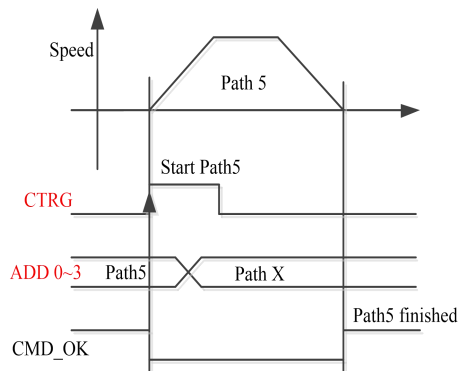 Speed
Path 5
Start Path5
CTRG
ADD 0~3
Path5
Path X
Path5 finished
CMD_OK